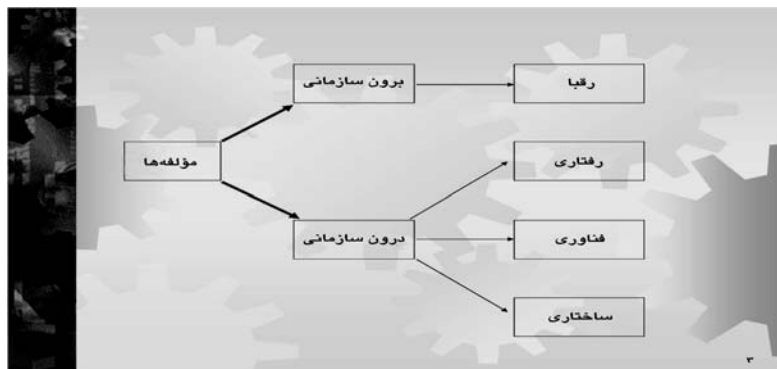 برون سازمانی
رقبا
مؤلفه‌ها
رفتاری
درون سازمانی
فناوری
ساختاری
۳